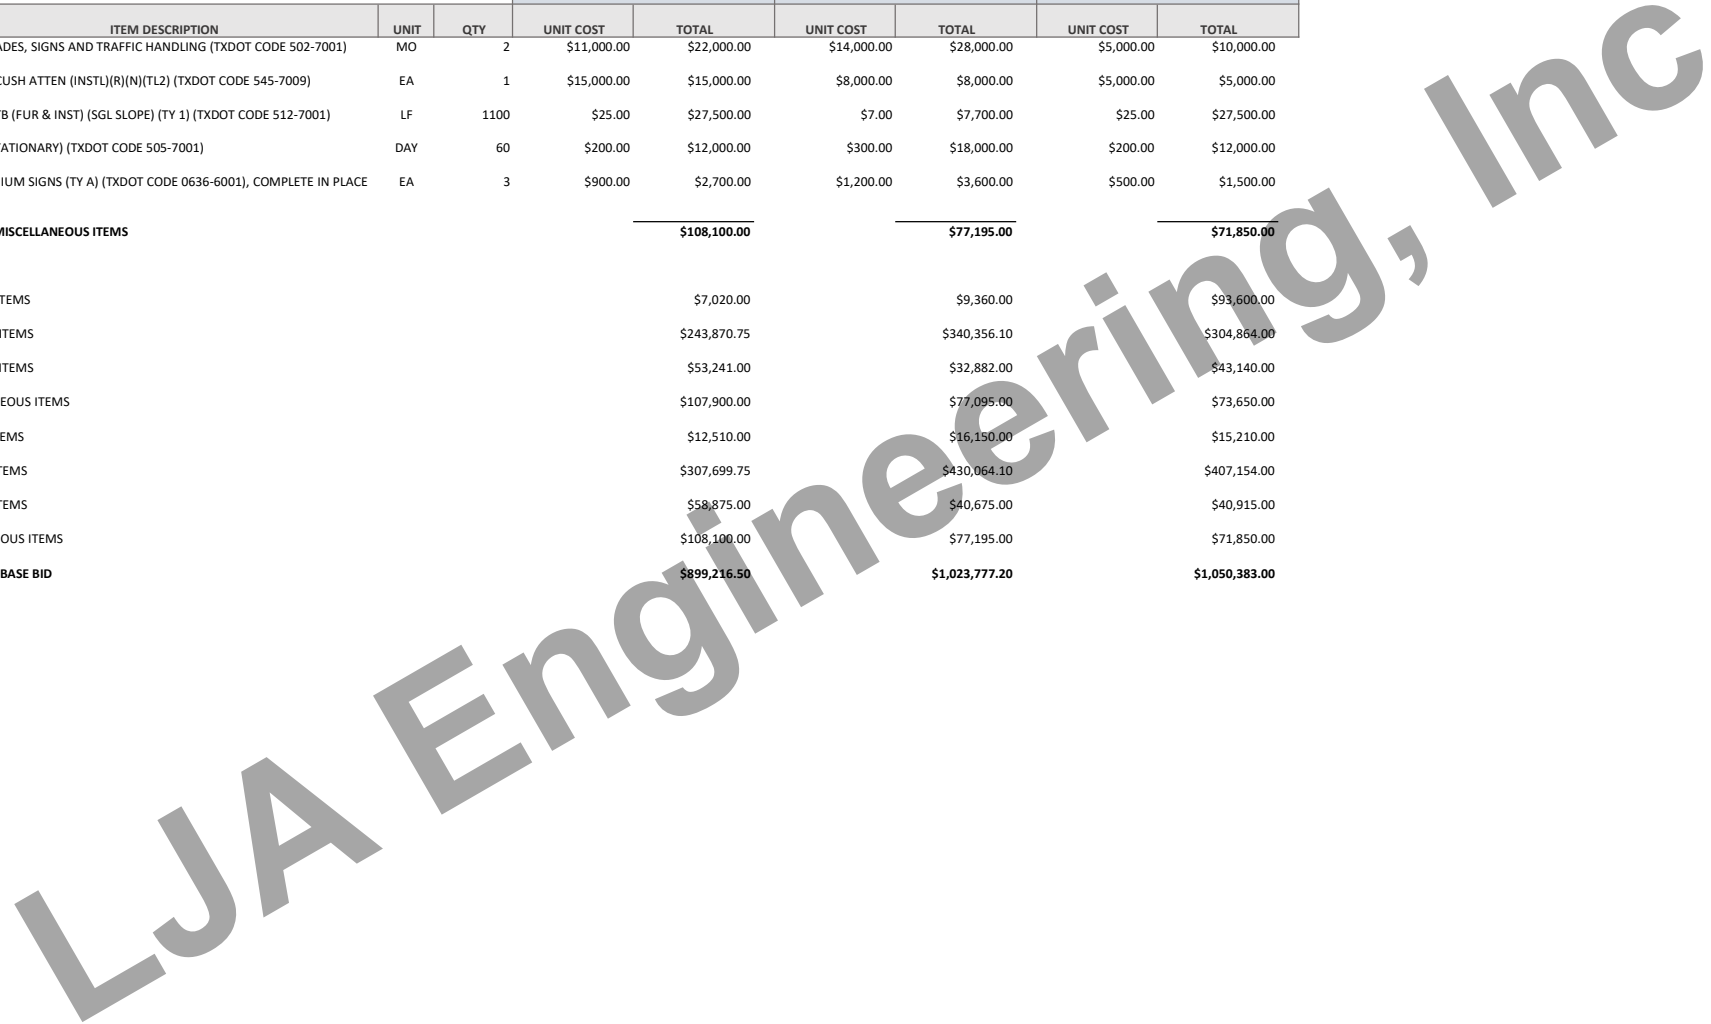 ITEM DESCRIPTION UNIT QTY UNIT COST TOTAL UNIT COST TOTAL UNIT COST TOTAL
ADES, SIGNS AND TRAFFIC HANDLING (TXDOT CODE 502-7001) MO 2 $11,000.00 $22,000.00 $14,000.00 $28,000.00 $5,000.00 $10,000.00
CUSH ATTEN (INSTL)(R)(N)(TL2) (TXDOT CODE 545-7009) EA 1 $15,000.00 $15,000.00 $8,000.00 $8,000.00 $5,000.00 $5,000.00
B (FUR & INST) (SGL SLOPE) (TY 1) (TXDOT CODE 512-7001) LF 1100 $25.00 $27,500.00 $7.00 $7,700.00 $25.00 $27,500.00
ATIONARY) (TXDOT CODE 505-7001) DAY 60 $200.00 $12,000.00 $300.00 $18,000.00 $200.00 $12,000.00
IUM SIGNS (TY A) (TXDOT CODE 0636-6001), COMPLETE IN PLACE EA 3 $900.00 $2,700.00 $1,200.00 $3,600.00 $500.00 $1,500.00
MISCELLANEOUS ITEMS $108,100.00 $77,195.00 $71,850.00
TEMS $7,020.00 $9,360.00 $93,600.00
ITEMS $243,870.75 $340,356.10 $304,864.00
ITEMS $53,241.00 $32,882.00 $43,140.00
EOUS ITEMS $107,900.00 $77,095.00 $73,650.00
EMS $12,510.00 $16,150.00 $15,210.00
TEMS $307,699.75 $430,064.10 $407,154.00
TEMS $58,875.00 $40,675.00 $40,915.00
OUS ITEMS $108,100.00 $77,195.00 $71,850.00
BASE BID $899,216.50 $1,023,777.20 $1,050,383.00
LJA Engineering, Inc